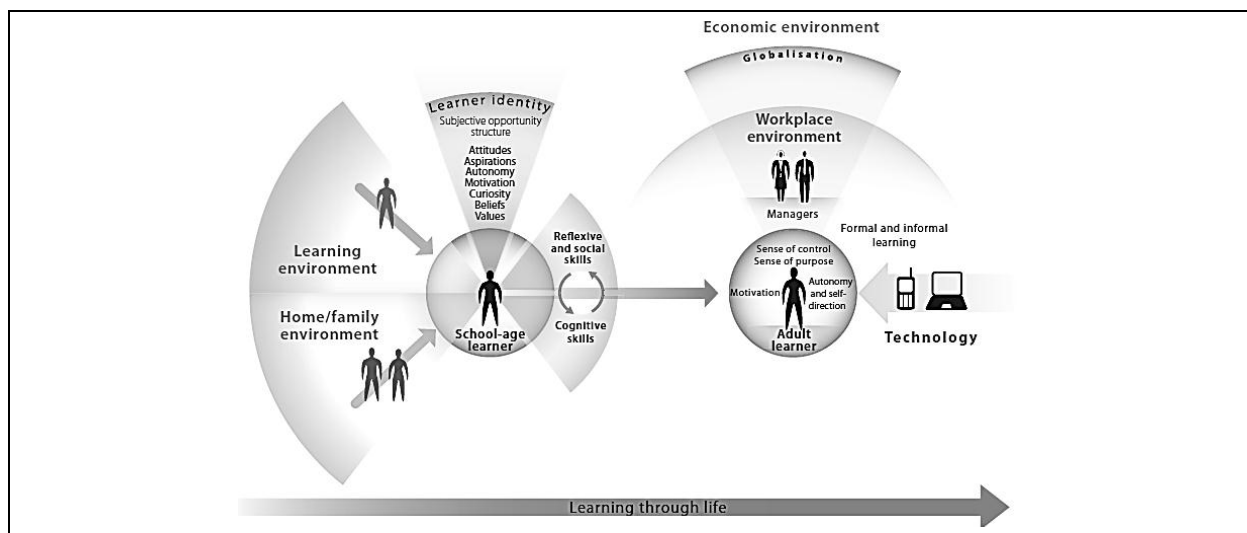 Economic environment
Globalisation
Learner identity
Subjective opportunity
structure
Attitudes
Aspirations
Autonomy
Motivation
Curiosity
Beliefs
Values
Workplace
environment
Managers
Learning
environment
Home/family
environment
Reflexive
and social
skills
Cognitive
skills
School-age
learner
Formal and informal
learning
Sense of control
Sense of purpose
Motivation
Autonomy
and self-
direction
Adult
learner
Technology
Learning through life